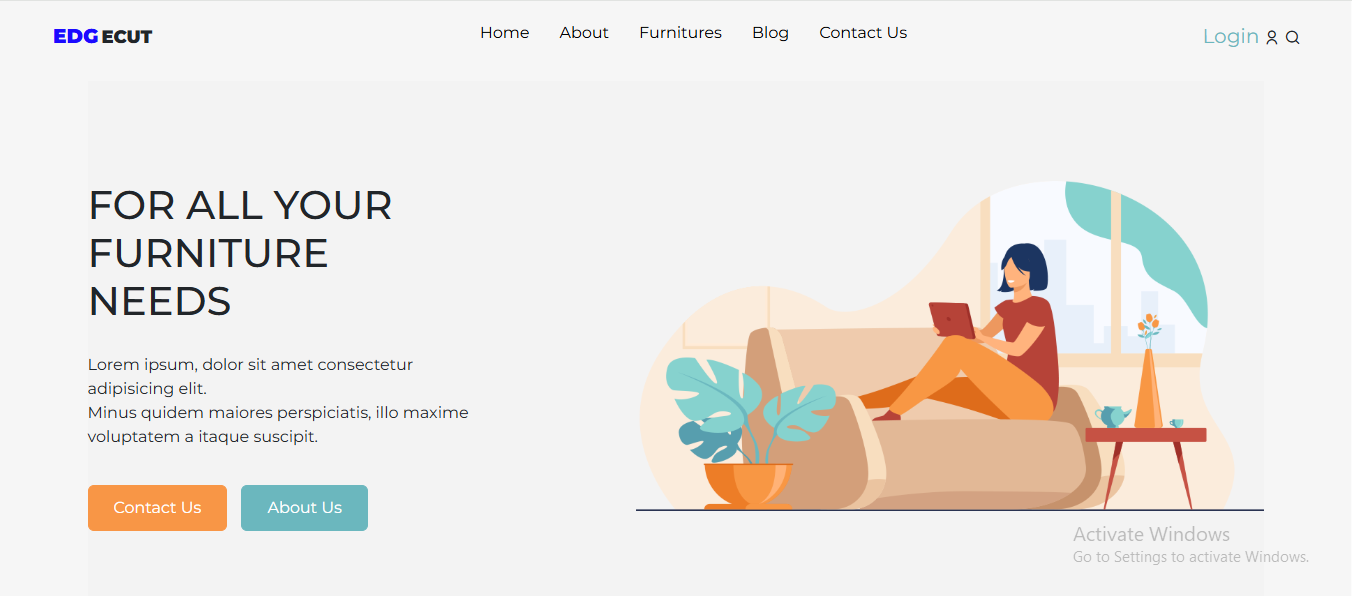 EDG ECUT
Home About Furnitures Blog Contact Us
Login
FOR ALL YOUR
FURNITURE
NEEDS
Lorem ipsum, dolor sit amet consectetur
adipisicing elit.
Minus quidem maiores perspiciatis, illo maxime
voluptatem a itaque suscipit.
Contact Us About Us
Activate Windows
Go to Settings to activate Windows.